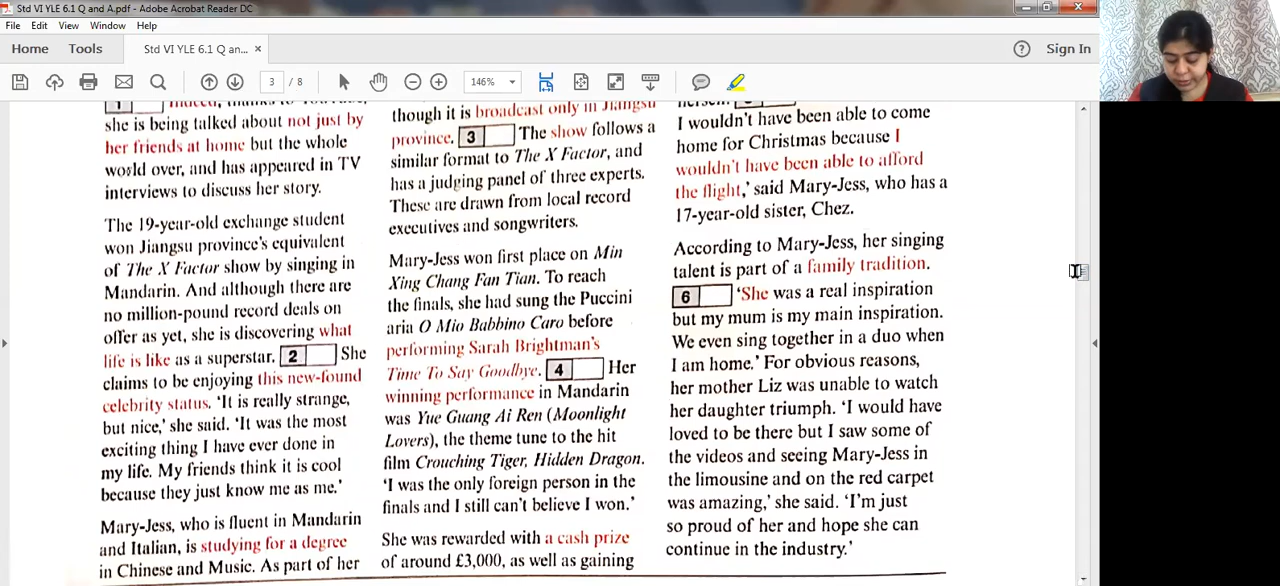 Std VI YLE 6.1 Q and A.pdf - Adobe Acrobat Reader DC
File Edit View Window Help
Home Tools Std VI YLE 6.1 Q an... × Sign In
3 / 8 146%
1
she is being talked about not just by
her friends at home but the whole
world over, and has appeared in TV
interviews to discuss her story.
The 19-year-old exchange student
won Jiangsu province's equivalent
of The X Factor show by singing in
Mandarin. And although there are
no million-pound record deals on
offer as yet, she is discovering what
life is like as a superstar. 2 She
claims to be enjoying this new-found
celebrity status. 'It is really strange,
but nice,' she said. 'It was the most
exciting thing I have ever done in
my life. My friends think it is cool
because they just know me as me.'
Mary-Jess, who is fluent in Mandarin
and Italian, is studying for a degree
in Chinese and Music. As part of her
though it is broadcast only in Jiangsu
province. 3 The show follows a
similar format to The X Factor, and
has a judging panel of three experts.
These are drawn from local record
executives and songwriters.
Mary-Jess won first place on Min
Xing Chang Fan Tian. To reach
the finals, she had sung the Puccini
aria O Mio Babbino Caro before
performing Sarah Brightman's
Time To Say Goodbye. 4 Her
winning performance in Mandarin
was Yue Guang Ai Ren (Moonlight
Lovers), the theme tune to the hit
film Crouching Tiger, Hidden Dragon.
'I was the only foreign person in the
finals and I still can't believe I won.'
She was rewarded with a cash prize
of around £3,000, as well as gaining
I wouldn't have been able to come
home for Christmas because I
wouldn't have been able to afford
the flight,' said Mary-Jess, who has a
17-year-old sister, Chez.
According to Mary-Jess, her singing
talent is part of a family tradition.
6 'She was a real inspiration
but my mum is my main inspiration.
We even sing together in a duo when
I am home.' For obvious reasons,
her mother Liz was unable to watch
her daughter triumph. 'I would have
loved to be there but I saw some of
the videos and seeing Mary-Jess in
the limousine and on the red carpet
was amazing,' she said. 'I'm just
so proud of her and hope she can
continue in the industry.'